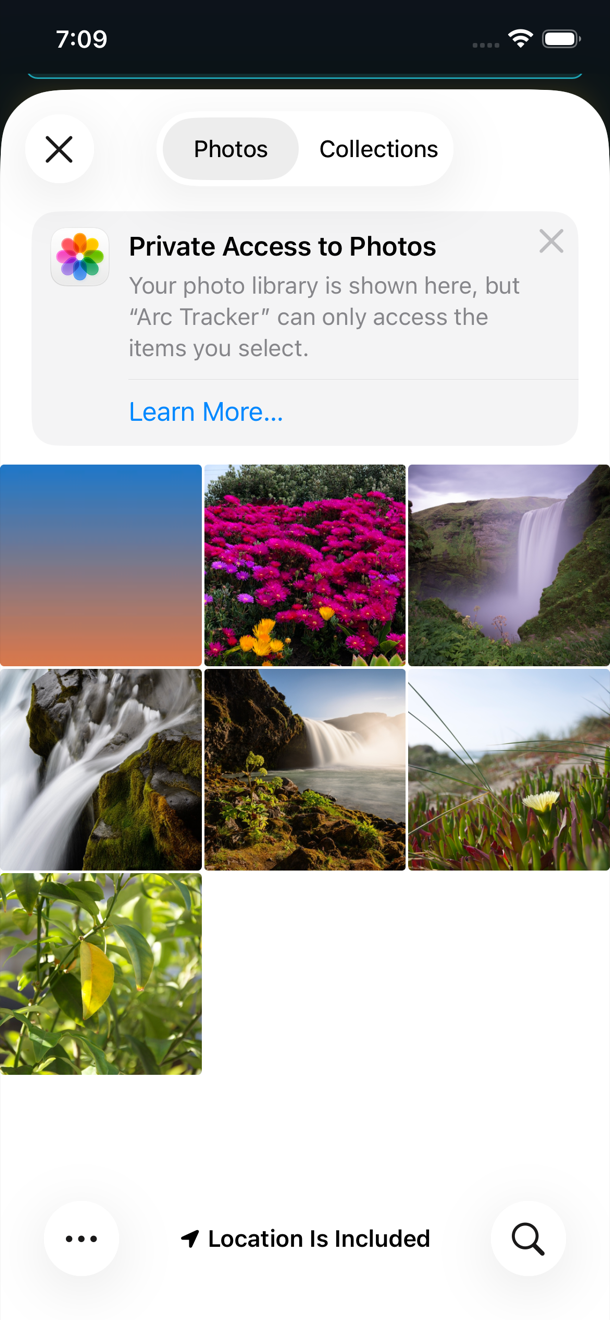 7:09
Photos
Collections
Private Access to Photos
Your photo library is shown here, but
“Arc Tracker” can only access the
items you select.
Learn More...
Location Is Included